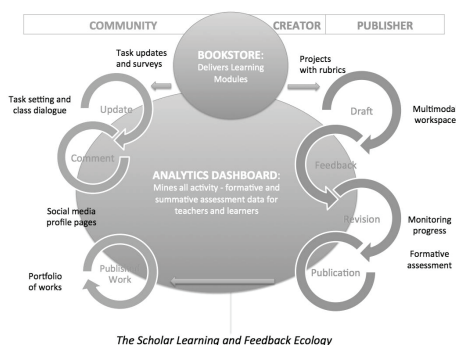 COMMUNITY
CREATOR
PUBLISHER
BOOKSTORE:
Delivers Learning
Modules
Task updates
and surveys
Projects
with rubrics
Task setting and
class dialogue
Update
Draft
Multimoda
workspace
Comment
Feedback
ANALYTICS DASHBOARD:
Mines all activity - formative and
summative assessment data for
teachers and learners
Social media
profile pages
Revision
Monitoring
progress
Formative
assessment
Portfolio
of works
Publish
Work
Publication
The Scholar Learning and Feedback Ecology